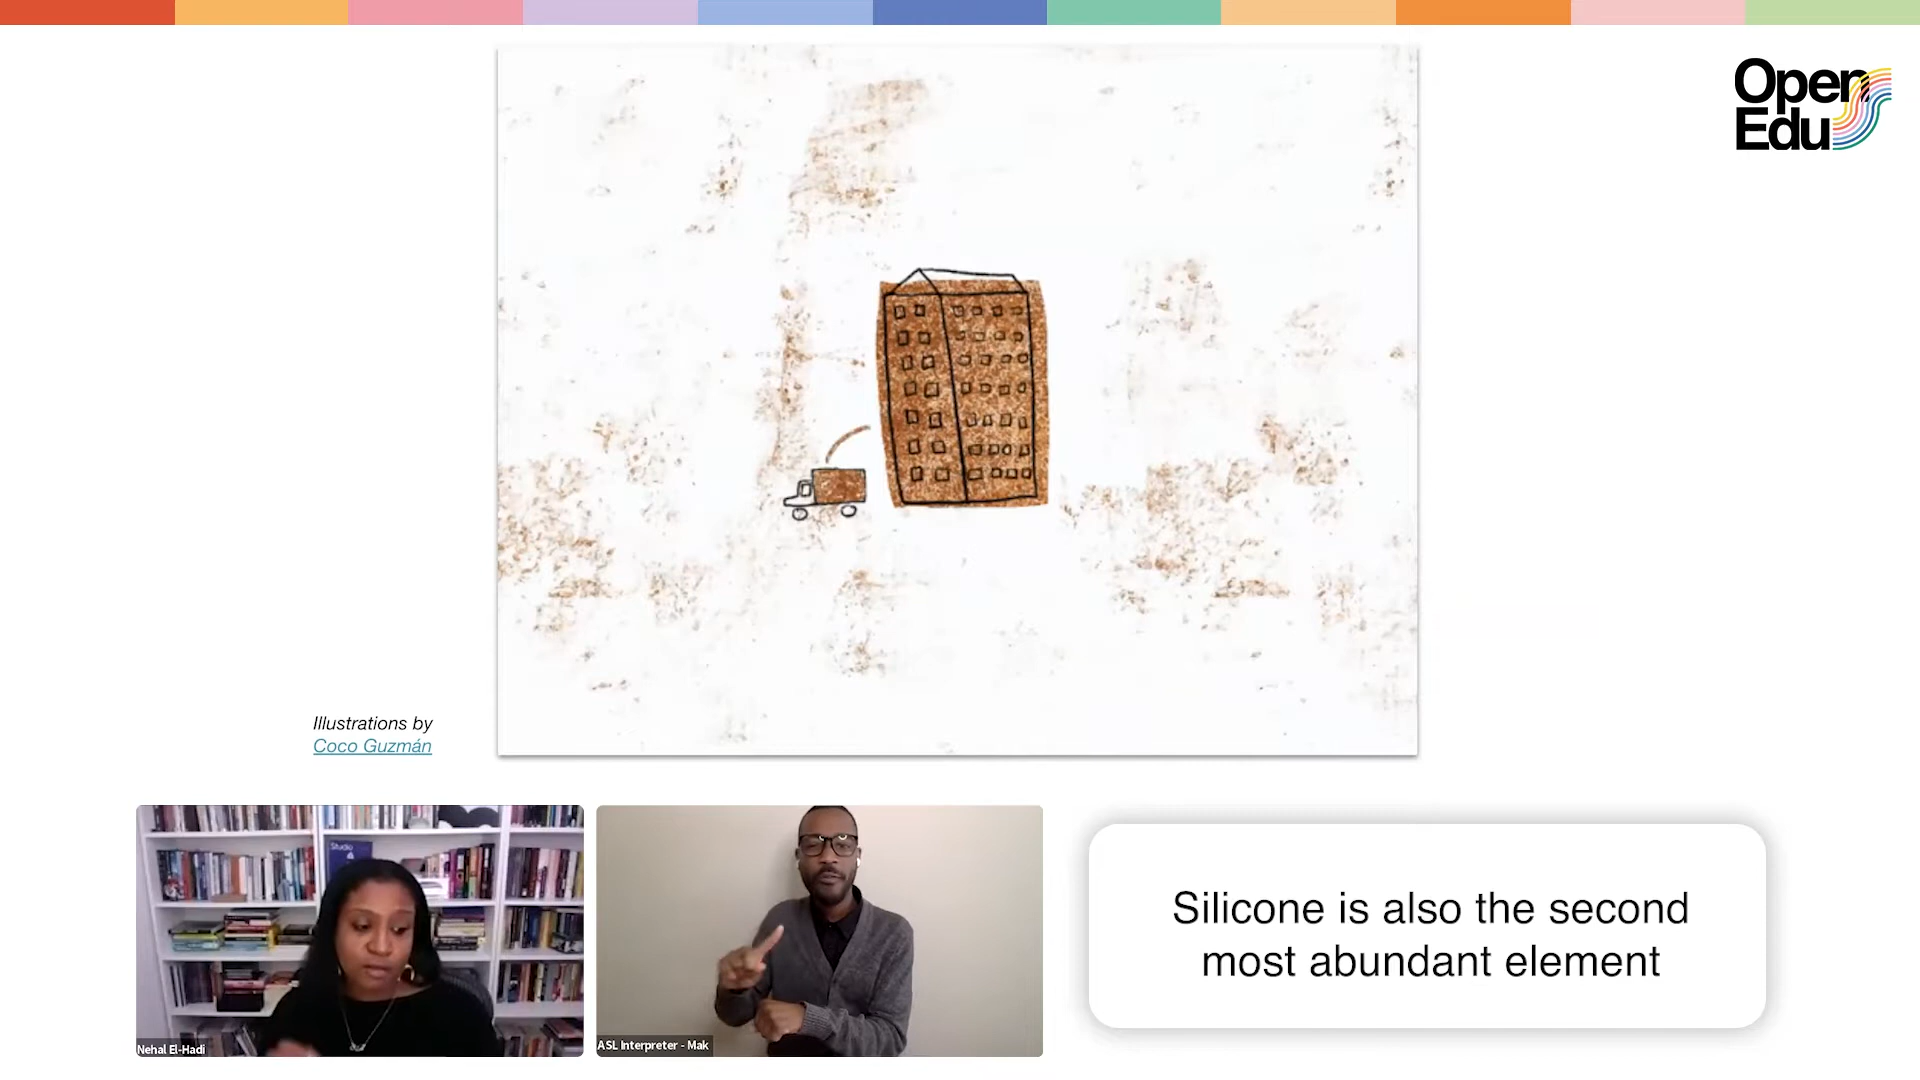 Open
Edu
Illustrations by
Coco Guzmán
Studio
Nehal El-Hadi
ASL Interpreter - Mak
Silicone is also the second
most abundant element